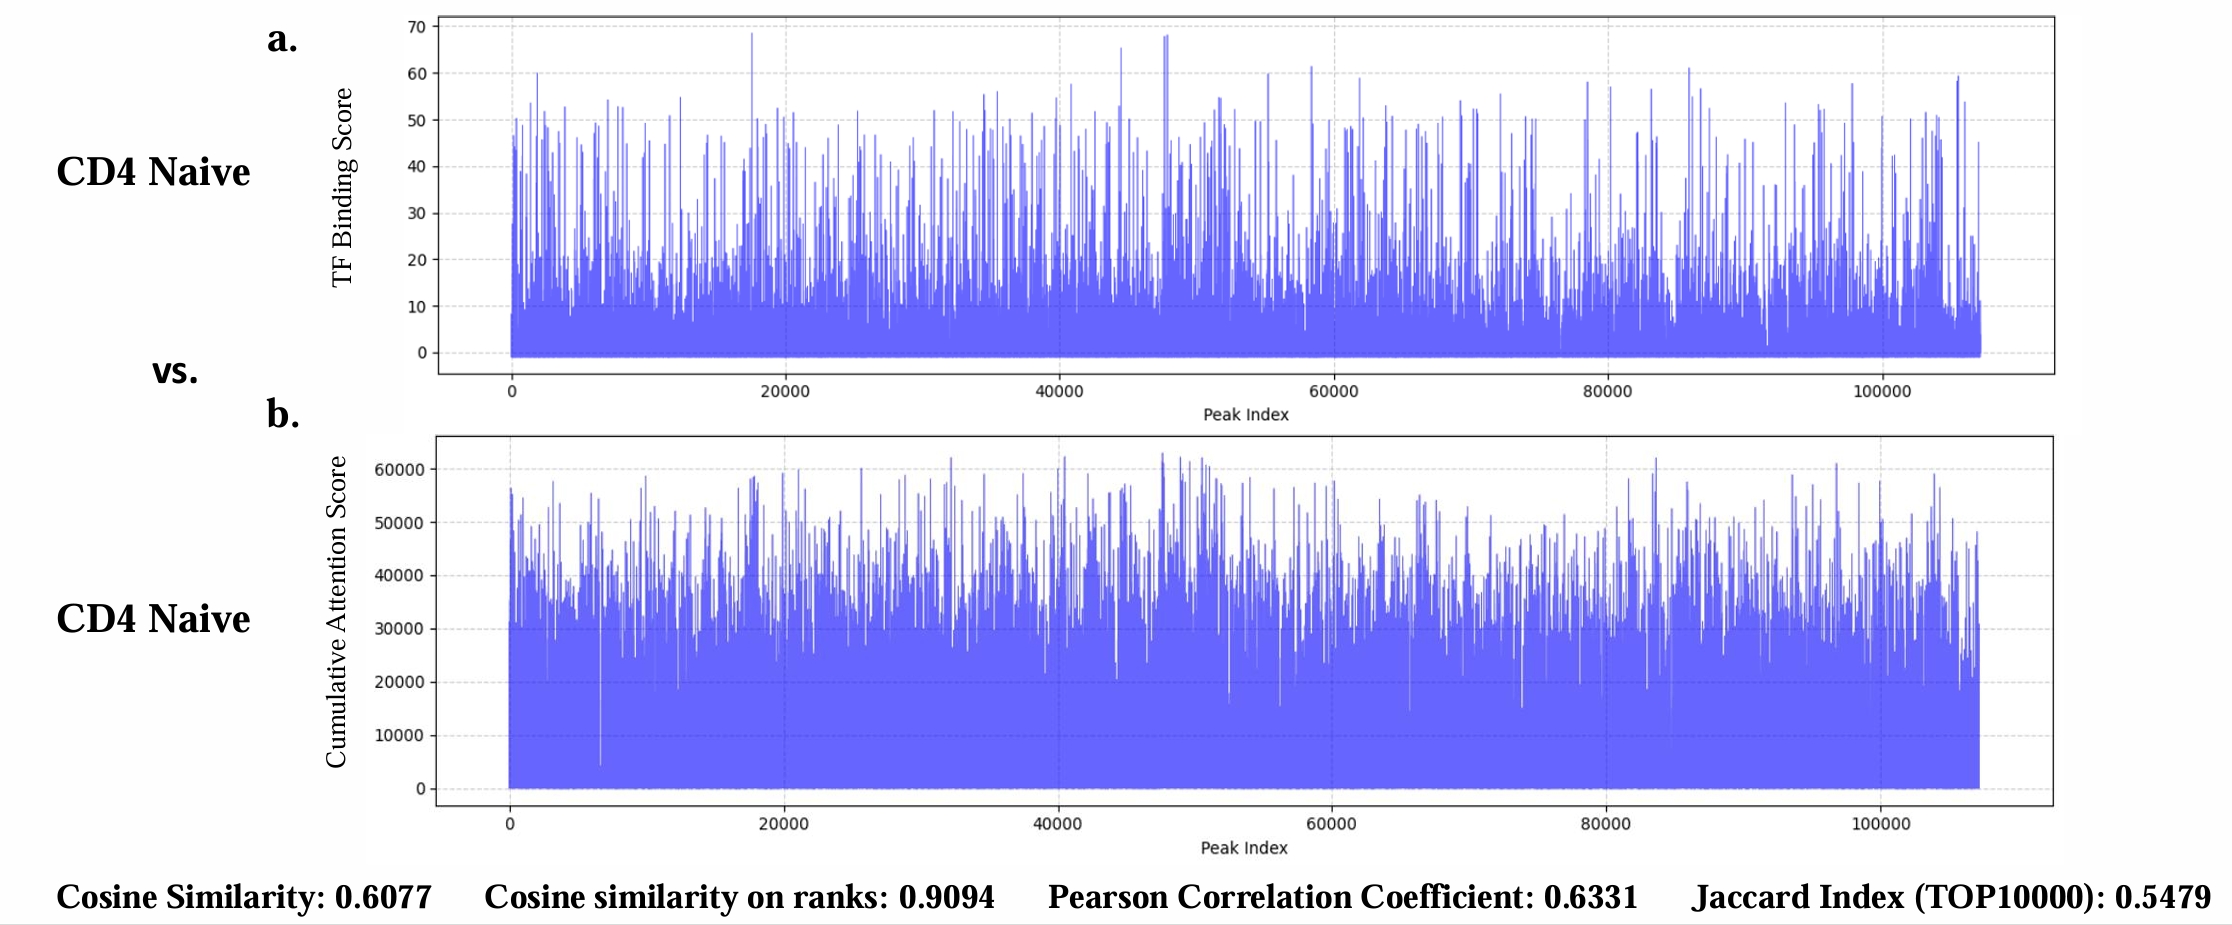 a.
CD4 Naive
TF Binding Score
70
60
50
40
30
20
10
0
0 20000 40000 60000 80000 100000
Peak Index
vs.
b.
CD4 Naive
Cumulative Attention Score
60000
50000
40000
30000
20000
10000
0
0 20000 40000 60000 80000 100000
Peak Index
Cosine Similarity: 0.6077 Cosine similarity on ranks: 0.9094 Pearson Correlation Coefficient: 0.6331 Jaccard Index (TOP10000): 0.5479